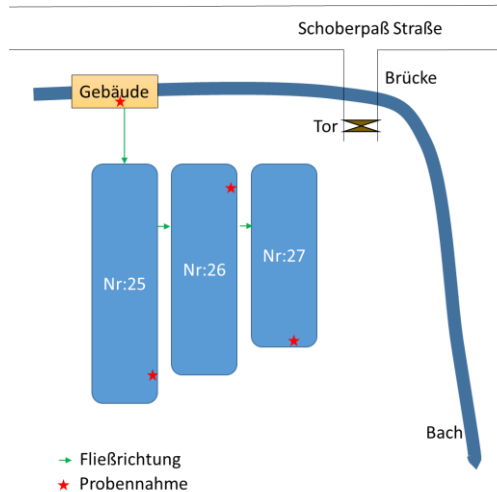 Schoberpaß Straße
Brücke
Gebäude
Tor
Nr:25
Nr:26
Nr:27
Bach
Fließrichtung
Probennahme